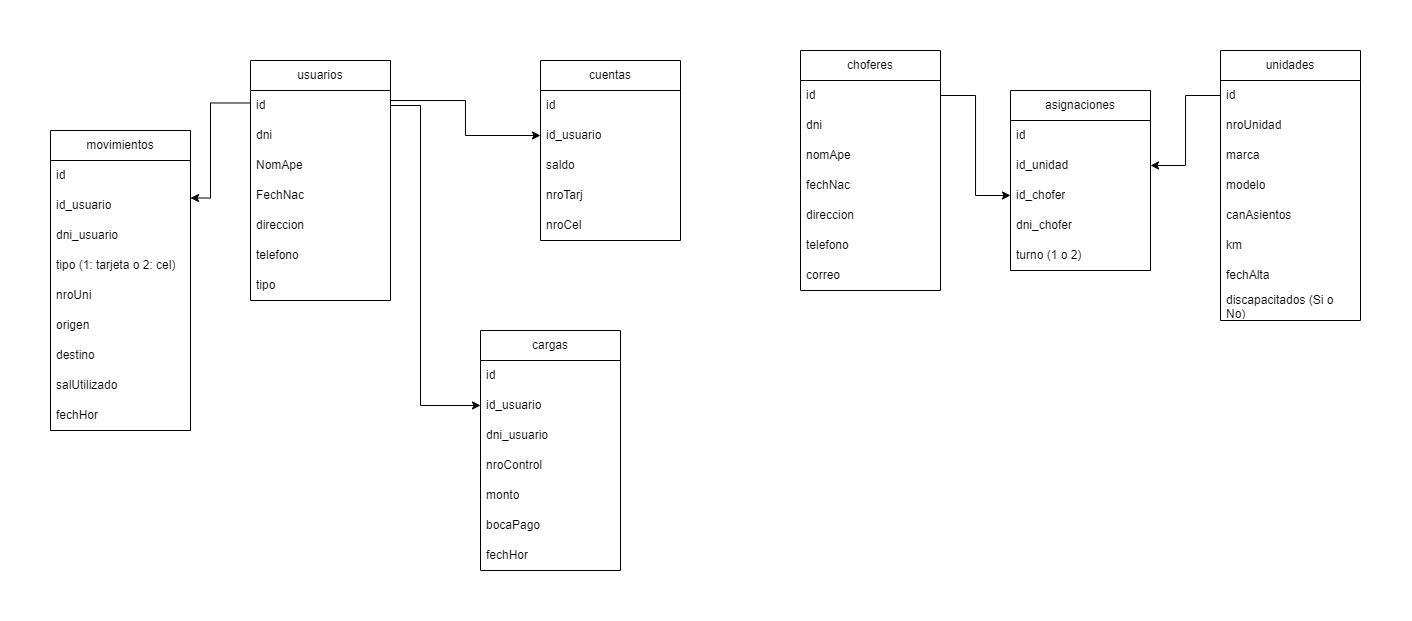 usuarios
id
dni
NomApe
FechNac
direccion
telefono
tipo
cuentas
id
id_usuario
saldo
nroTarj
nroCel
movimientos
id
id_usuario
dni_usuario
tipo (1: tarjeta o 2: cel)
nroUni
origen
destino
salUtilizado
fechHor
cargas
id
id_usuario
dni_usuario
nroControl
monto
bocaPago
fechHor
choferes
id
dni
nomApe
fechNac
direccion
telefono
correo
asignaciones
id
id_unidad
id_chofer
dni_chofer
turno (1 o 2)
unidades
id
nroUnidad
marca
modelo
canAsientos
km
fechAlta
discapacitados (Si o
No)